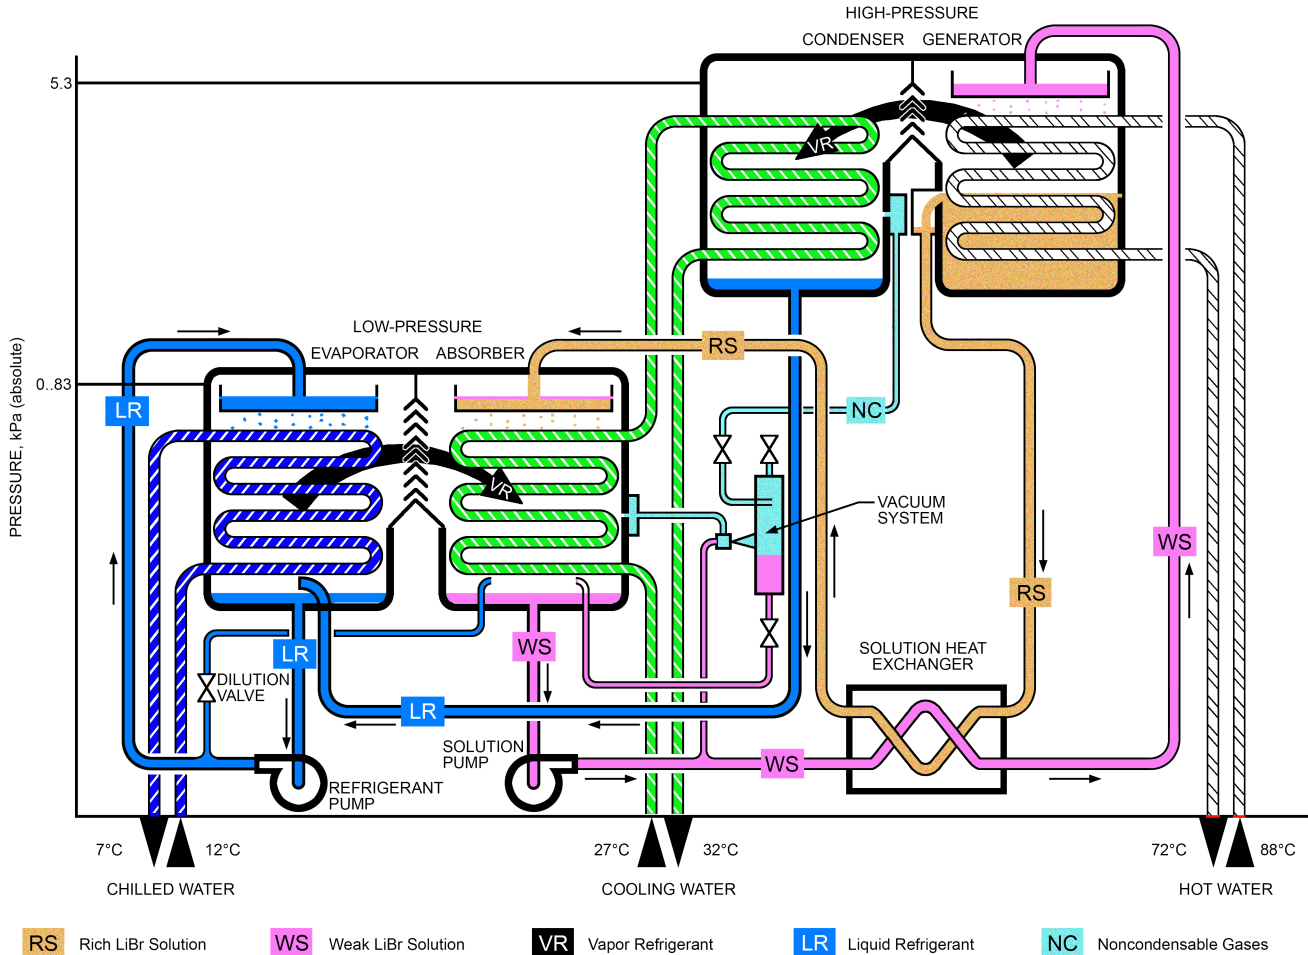 HIGH-PRESSURE
CONDENSER GENERATOR
5.3
VR
LOW-PRESSURE
EVAPORATOR ABSORBER
RS
0..83
LR
NC
PRESSURE, kPa (absolute)
VR
VACUUM
SYSTEM
WS
RS
LR
WS
SOLUTION HEAT
EXCHANGER
DILUTION
VALVE
LR
SOLUTION
PUMP
WS
REFRIGERANT
PUMP
7°C 12°C 27°C 32°C 72°C 88°C
CHILLED WATER COOLING WATER HOT WATER
RS Rich LiBr Solution WS Weak LiBr Solution VR Vapor Refrigerant LR Liquid Refrigerant NC Noncondensable Gases